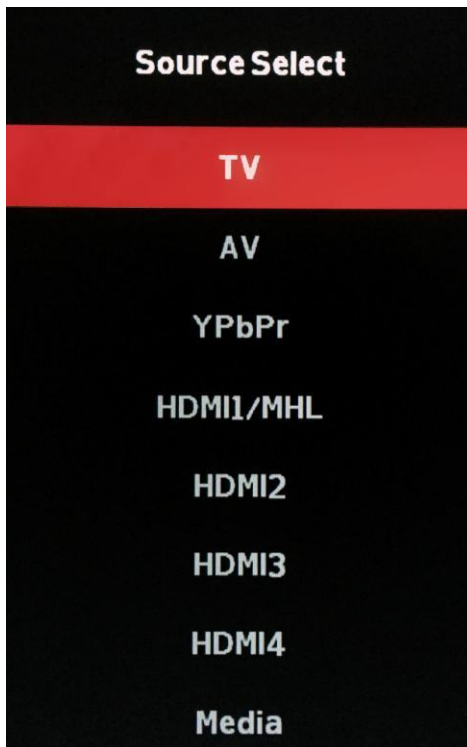 Source Select
TV
AV
YPbPr
HDMI1/MHL
HDMI2
HDMI3
HDMI4
Media